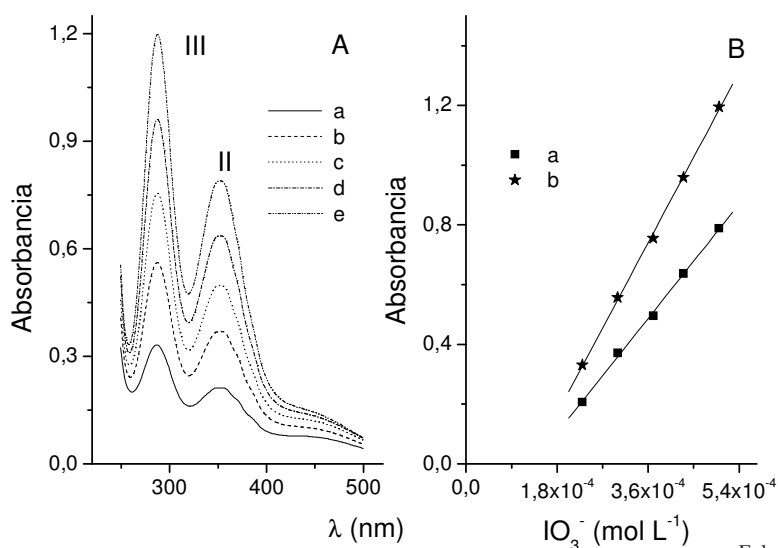 III
A
B
1,2
0,9
0,6
0,3
0,0
Absorbancia
II
a
b
c
d
e
300
400
500
λ (nm)
Absorbancia
1,2
0,8
0,4
0,0
a
b
0,0
1,8x10⁻⁴
3,6x10⁻⁴
5,4x10⁻⁴
IO₃⁻ (mol L⁻¹)